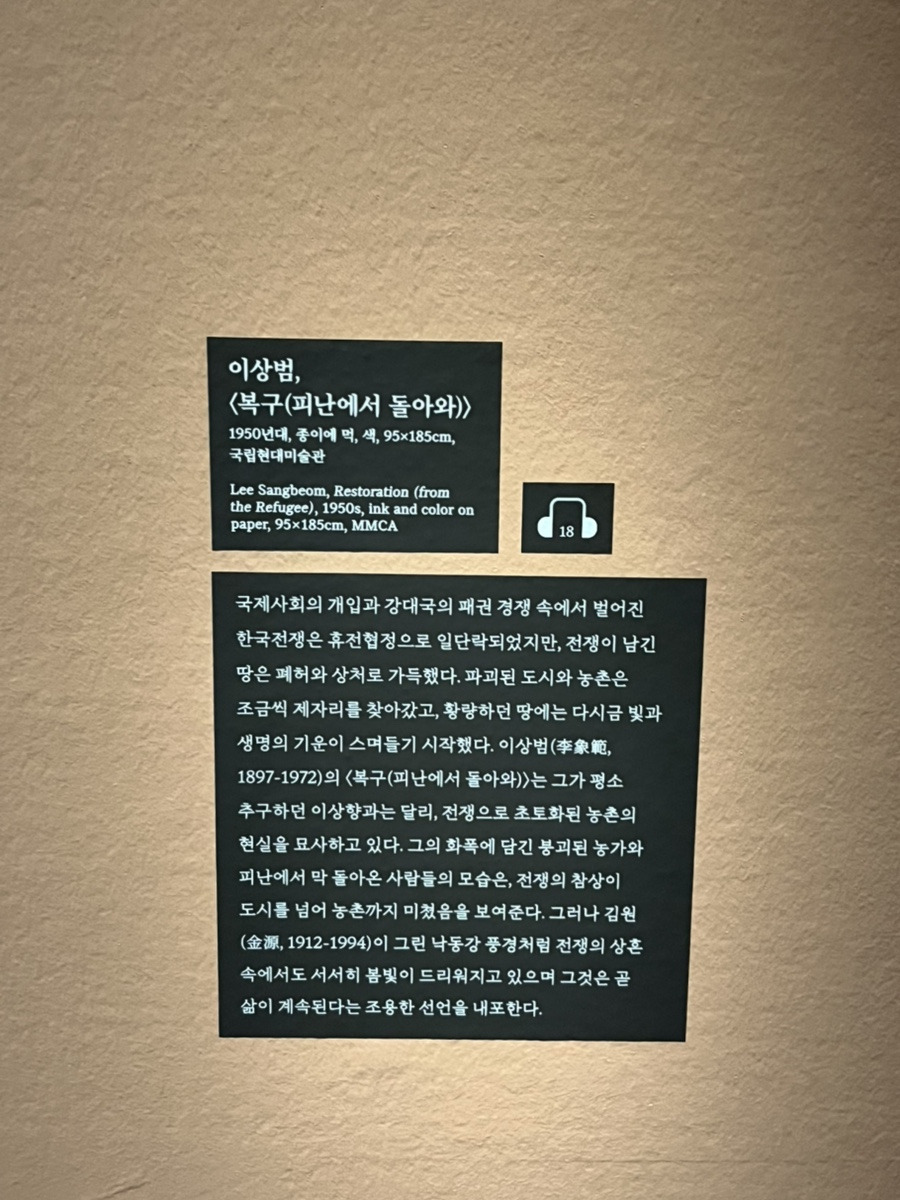 이상범,
〈복구(피난에서 돌아와)〉
1950년대, 종이에 먹, 색, 95×185cm,
국립현대미술관
Lee Sangbeom, Restoration (from
the Refugee), 1950s, ink and color on
paper, 95×185cm, MMCA
18
국제사회의 개입과 강대국의 패권 경쟁 속에서 벌어진
한국전쟁은 휴전협정으로 일단락되었지만, 전쟁이 남긴
땅은 폐허와 상처로 가득했다. 파괴된 도시와 농촌은
조금씩 제자리를 찾아갔고, 황량하던 땅에는 다시금 빛과
생명의 기운이 스며들기 시작했다. 이상범(李象範,
1897-1972)의 〈복구(피난에서 돌아와)〉는 그가 평소
추구하던 이상향과는 달리, 전쟁으로 초토화된 농촌의
현실을 묘사하고 있다. 그의 화폭에 담긴 붕괴된 농가와
피난에서 막 돌아온 사람들의 모습은, 전쟁의 참상이
도시를 넘어 농촌까지 미쳤음을 보여준다. 그러나 김원
(金源, 1912-1994)이 그린 낙동강 풍경처럼 전쟁의 상흔
속에서도 서서히 봄빛이 드리워지고 있으며 그것은 곧
삶이 계속된다는 조용한 선언을 내포한다.